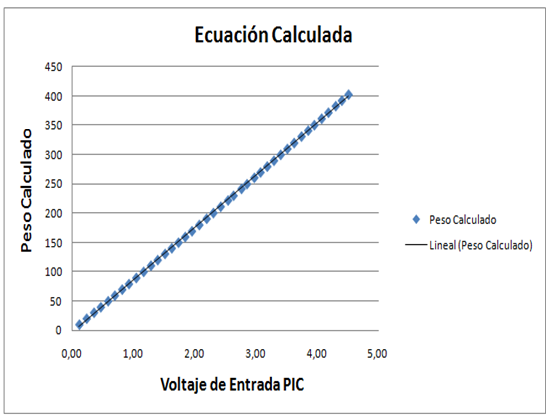 Ecuación Calculada
Peso Calculado
450
400
350
300
250
200
150
100
50
0
0,00 1,00 2,00 3,00 4,00 5,00
Voltaje de Entrada PIC
Peso Calculado
Lineal (Peso Calculado)